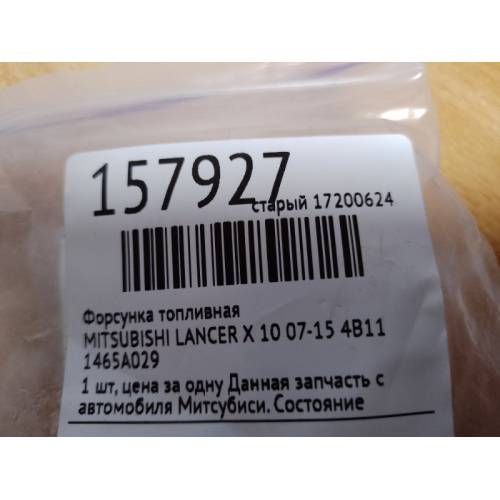 157927
старый 17200624
Форсунка топливная
MITSUBISHI LANCER X 10 07-15 4B11
1465A029
1 шт, цена за одну Данная запчасть с
автомобиля Митсубиси. Состояние